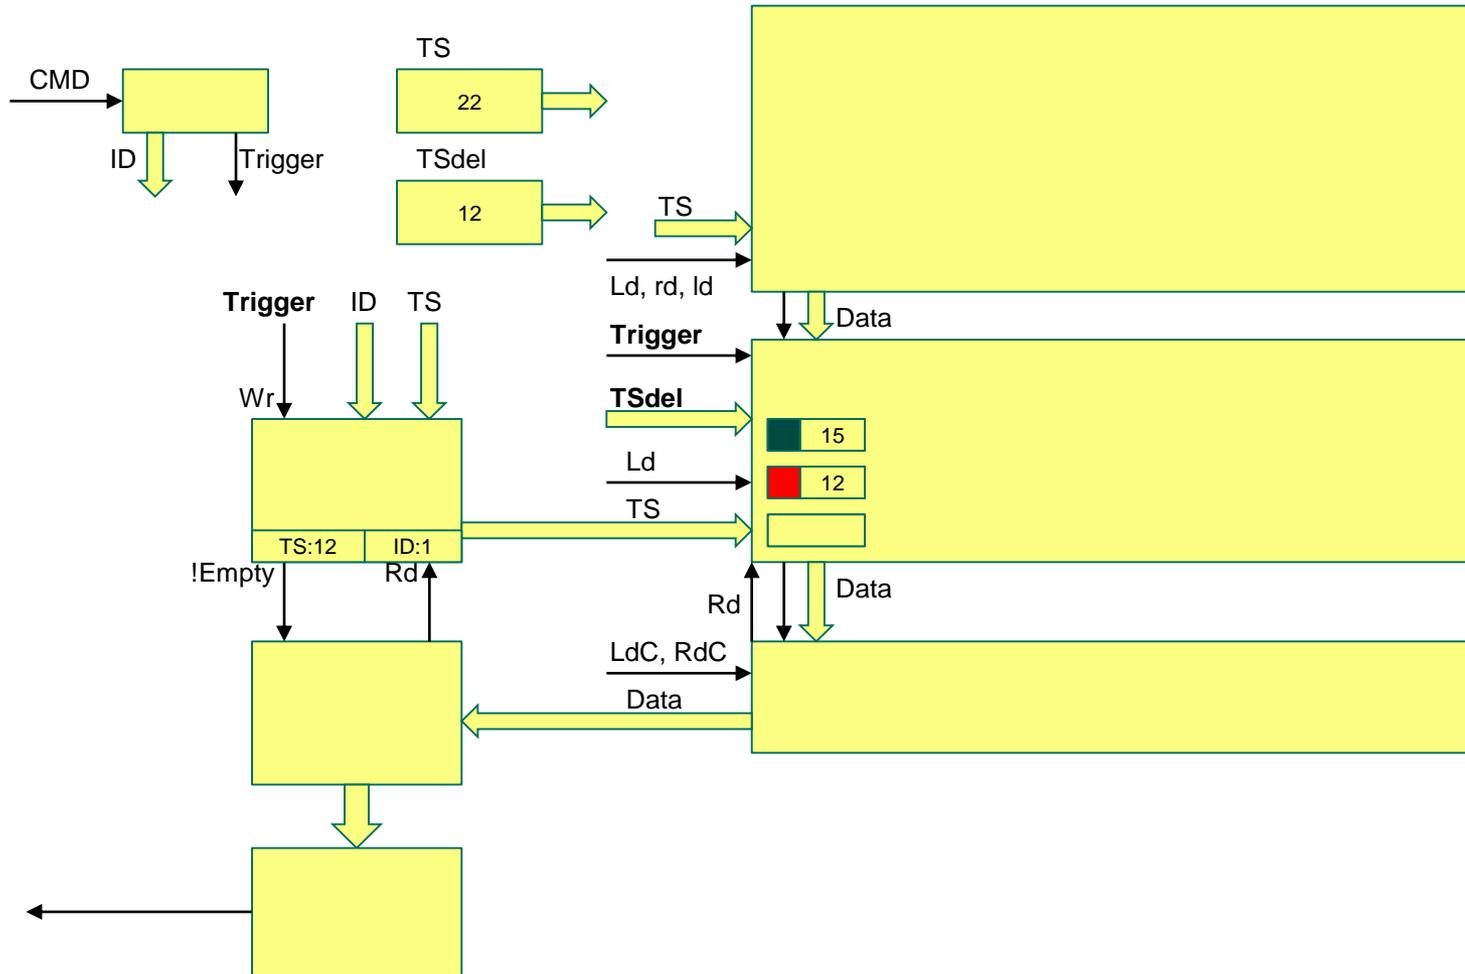 TS
CMD
22
ID
Trigger
TSdel
12
TS
Ld, rd, ld
Trigger
ID
TS
Data
Trigger
Wr
TSdel
15
Ld
12
TS
TS:12
ID:1
!Empty
Rd
Data
Rd
LdC, RdC
Data